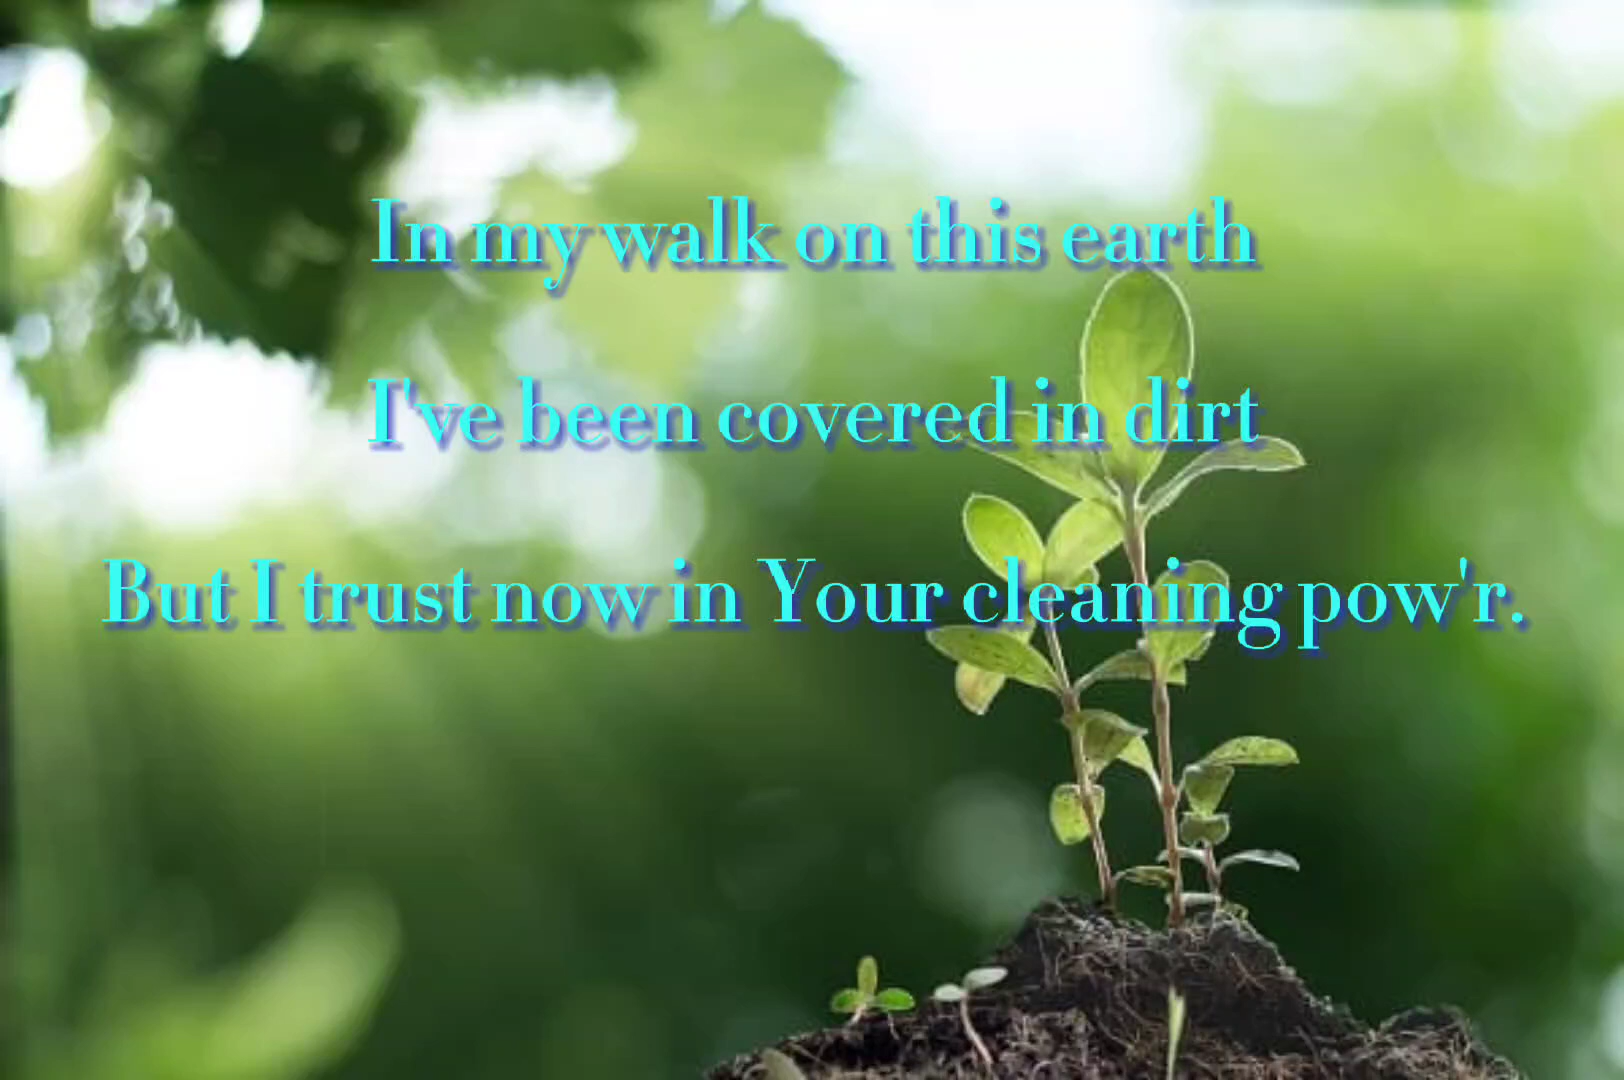 In my walk on this earth
I've been covered in dirt
But I trust now in Your cleaning pow'r.